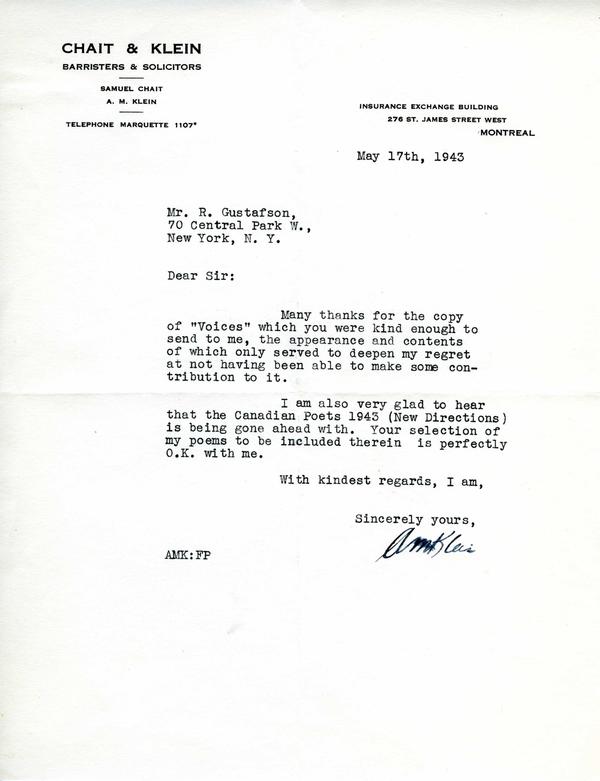 CHAIT & KLEIN
BARRISTERS & SOLICITORS
SAMUEL CHAIT
A. M. KLEIN
TELEPHONE MARQUETTE 1107*
INSURANCE EXCHANGE BUILDING
276 ST. JAMES STREET WEST
MONTREAL
May 17th, 1943
Mr. R. Gustafson,
70 Central Park W.,
New York, N. Y.
Dear Sir:
Many thanks for the copy
of "Voices" which you were kind enough to
send to me, the appearance and contents
of which only served to deepen my regret
at not having been able to make some con-
tribution to it.
I am also very glad to hear
that the Canadian Poets 1943 (New Directions)
is being gone ahead with. Your selection of
my poems to be included therein is perfectly
O.K. with me.
With kindest regards, I am,
Sincerely yours,
AMKlein
AMK:FP